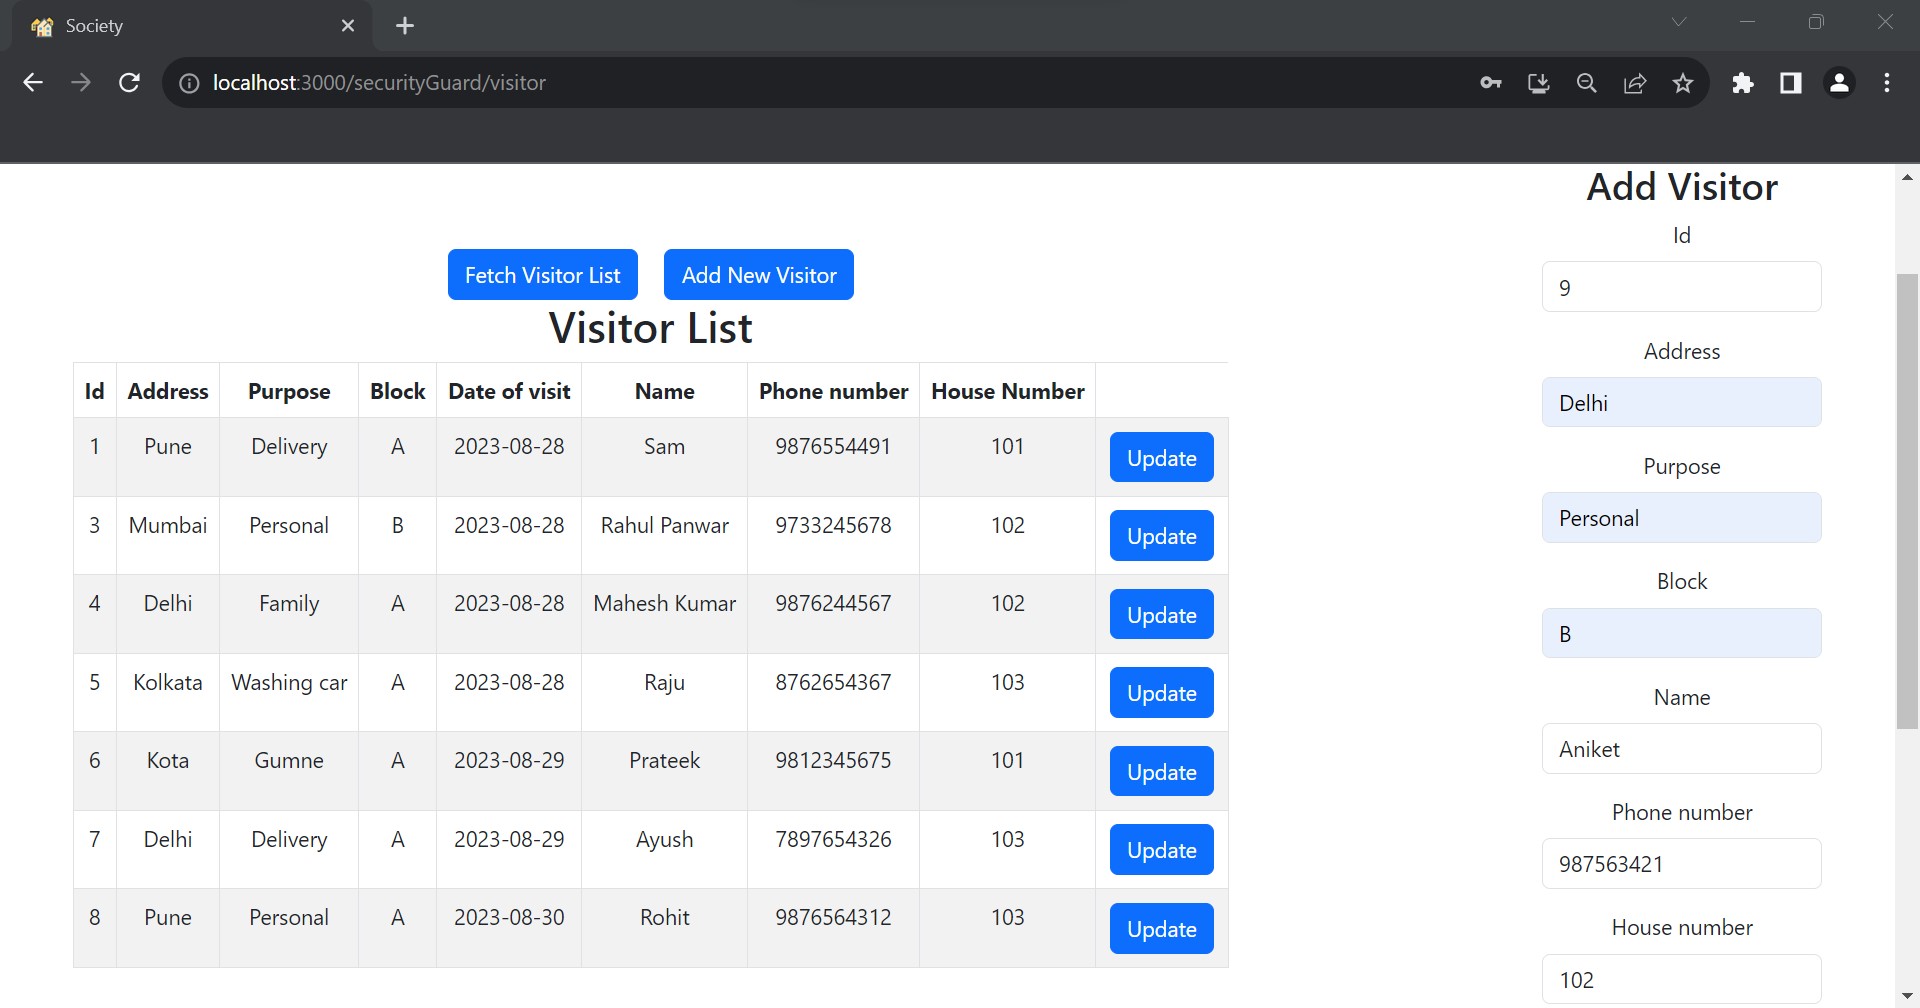 Society
localhost:3000/securityGuard/visitor
Fetch Visitor List Add New Visitor
Visitor List
Id Address Purpose Block Date of visit Name Phone number House Number
1 Pune Delivery A 2023-08-28 Sam 9876554491 101 Update
3 Mumbai Personal B 2023-08-28 Rahul Panwar 9733245678 102 Update
4 Delhi Family A 2023-08-28 Mahesh Kumar 9876244567 102 Update
5 Kolkata Washing car A 2023-08-28 Raju 8762654367 103 Update
6 Kota Gumne A 2023-08-29 Prateek 9812345675 101 Update
7 Delhi Delivery A 2023-08-29 Ayush 7897654326 103 Update
8 Pune Personal A 2023-08-30 Rohit 9876564312 103 Update
Add Visitor
Id
9
Address
Delhi
Purpose
Personal
Block
B
Name
Aniket
Phone number
987563421
House number
102